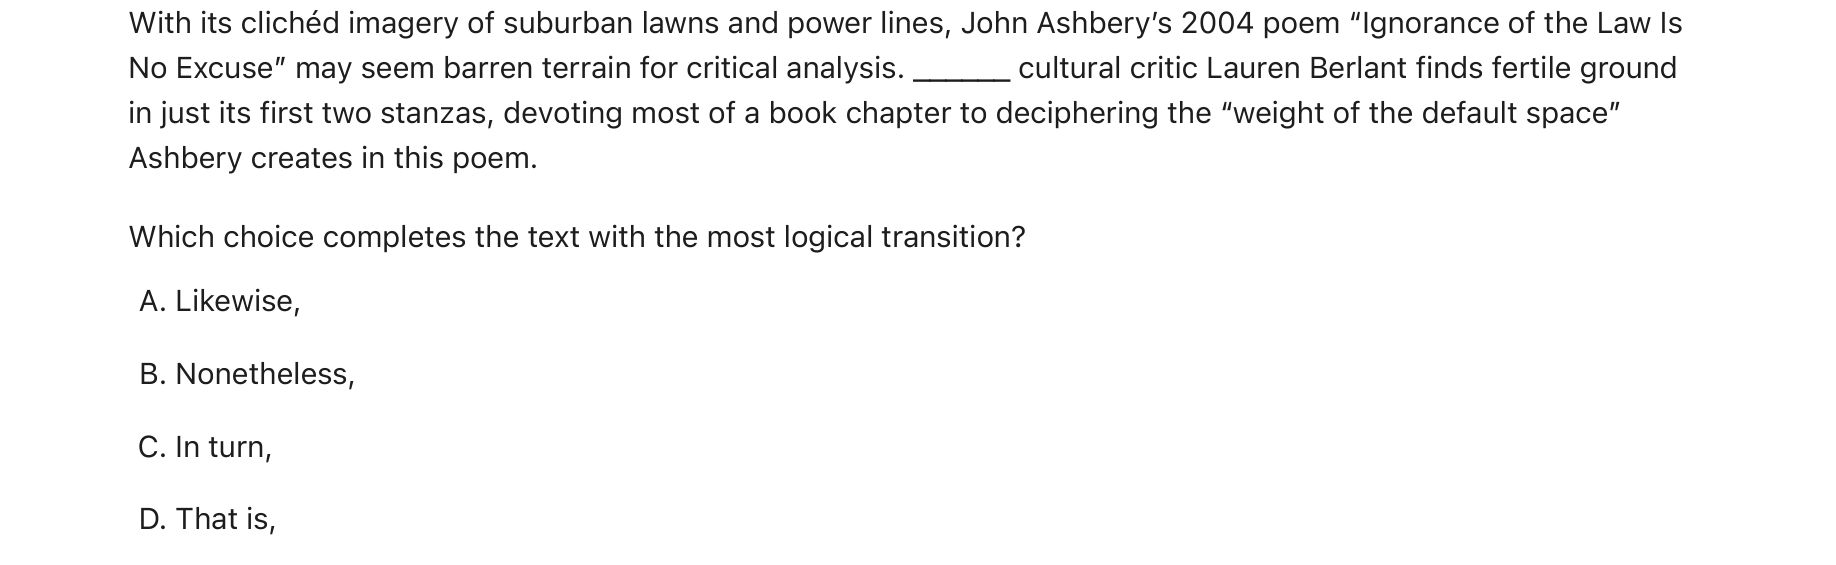 With its clichéd imagery of suburban lawns and power lines, John Ashbery’s 2004 poem “Ignorance of the Law Is
No Excuse” may seem barren terrain for critical analysis. ______ cultural critic Lauren Berlant finds fertile ground
in just its first two stanzas, devoting most of a book chapter to deciphering the “weight of the default space”
Ashbery creates in this poem.
Which choice completes the text with the most logical transition?
A. Likewise,
B. Nonetheless,
C. In turn,
D. That is,